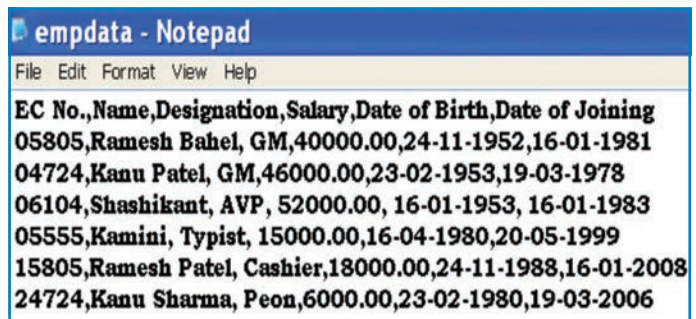 empdata - Notepad
File Edit Format View Help
EC No.,Name,Designation,Salary,Date of Birth,Date of Joining
05805,Ramesh Bahel, GM,40000.00,24-11-1952,16-01-1981
04724,Kanu Patel, GM,46000.00,23-02-1953,19-03-1978
06104,Shashikant, AVP, 52000.00, 16-01-1953, 16-01-1983
05555,Kamini, Typist, 15000.00,16-04-1980,20-05-1999
15805,Ramesh Patel, Cashier,18000.00,24-11-1988,16-01-2008
24724,Kanu Sharma, Peon,6000.00,23-02-1980,19-03-2006